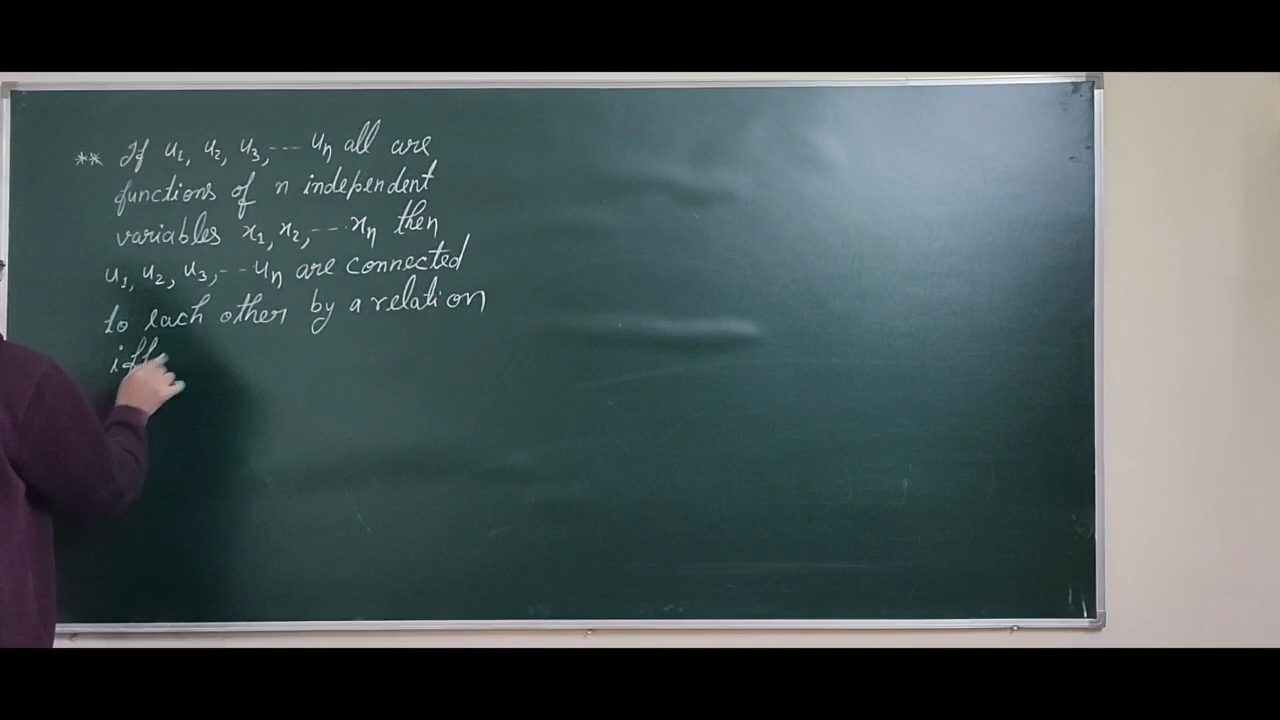 ** If u₁, u₂, u₃, --- uₙ all are
functions of n independent
variables x₁, x₂, --- xₙ then
u₁, u₂, u₃, -- uₙ are connected
to each other by a relation
iff